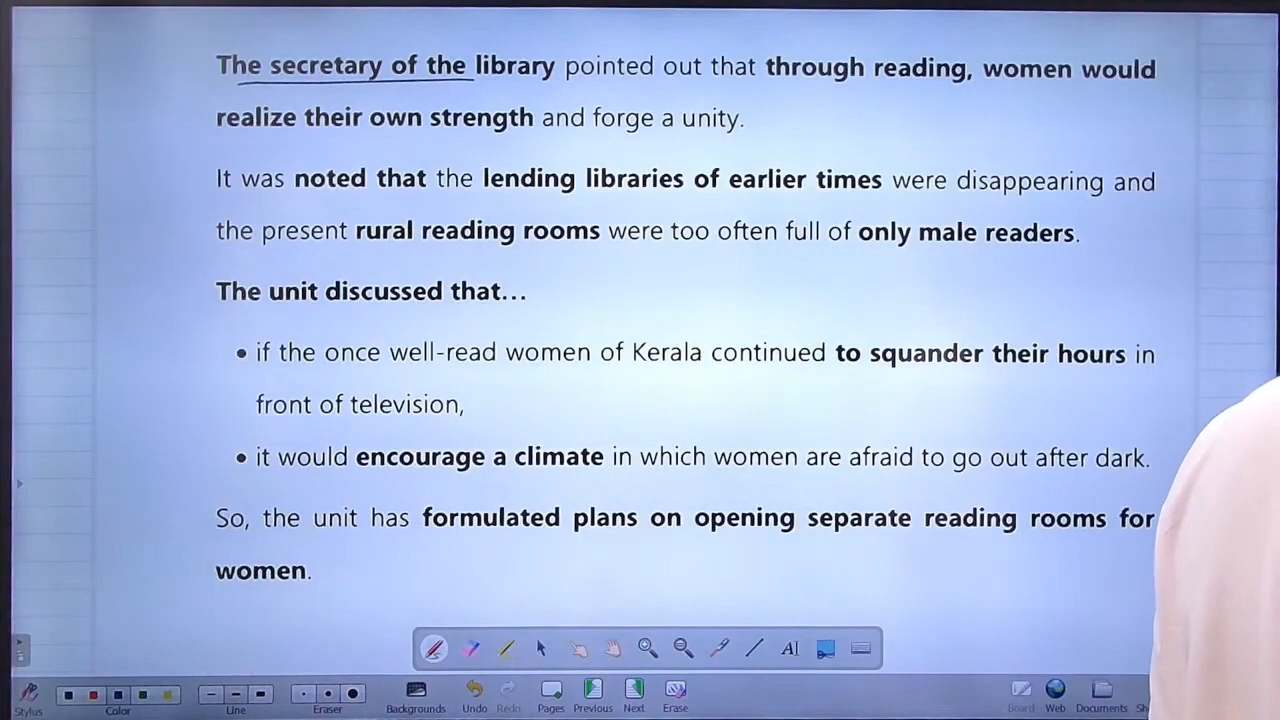 The secretary of the library pointed out that through reading, women would
realize their own strength and forge a unity.
It was noted that the lending libraries of earlier times were disappearing and
the present rural reading rooms were too often full of only male readers.
The unit discussed that...
• if the once well-read women of Kerala continued to squander their hours in
front of television,
• it would encourage a climate in which women are afraid to go out after dark.
So, the unit has formulated plans on opening separate reading rooms for
women.
AI
Stylus Color Line Eraser Backgrounds Undo Redo Pages Previous Next Erase Board Web Documents Sh